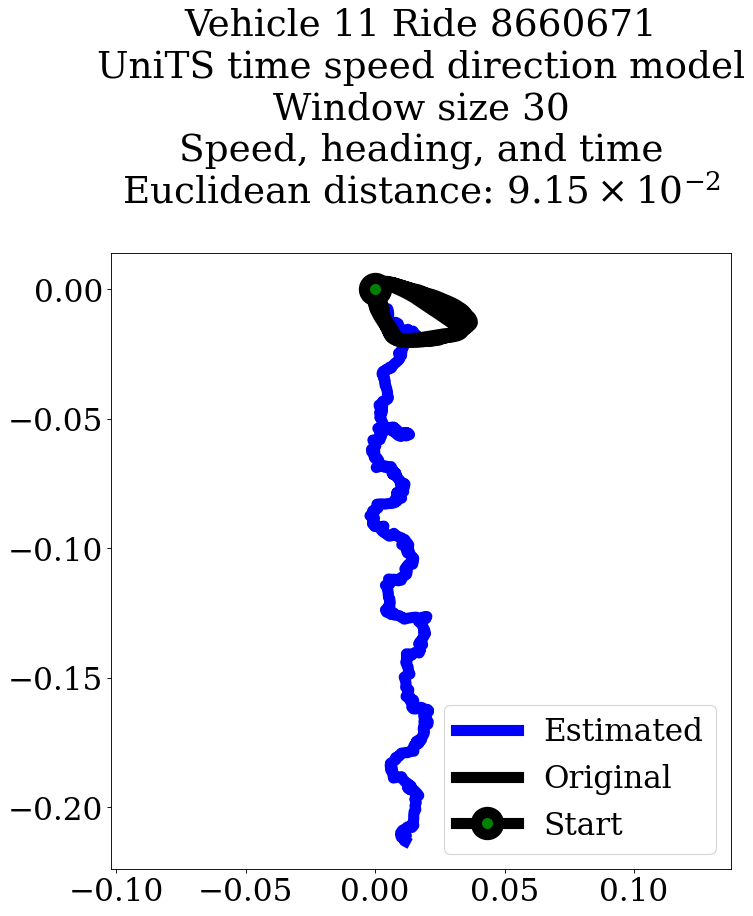 Vehicle 11 Ride 8660671
UniTS time speed direction model
Window size 30
Speed, heading, and time
Euclidean distance: 9.15 × 10⁻²
0.00
−0.05
−0.10
−0.15
−0.20
Estimated
Original
Start
−0.10 −0.05 0.00 0.05 0.10